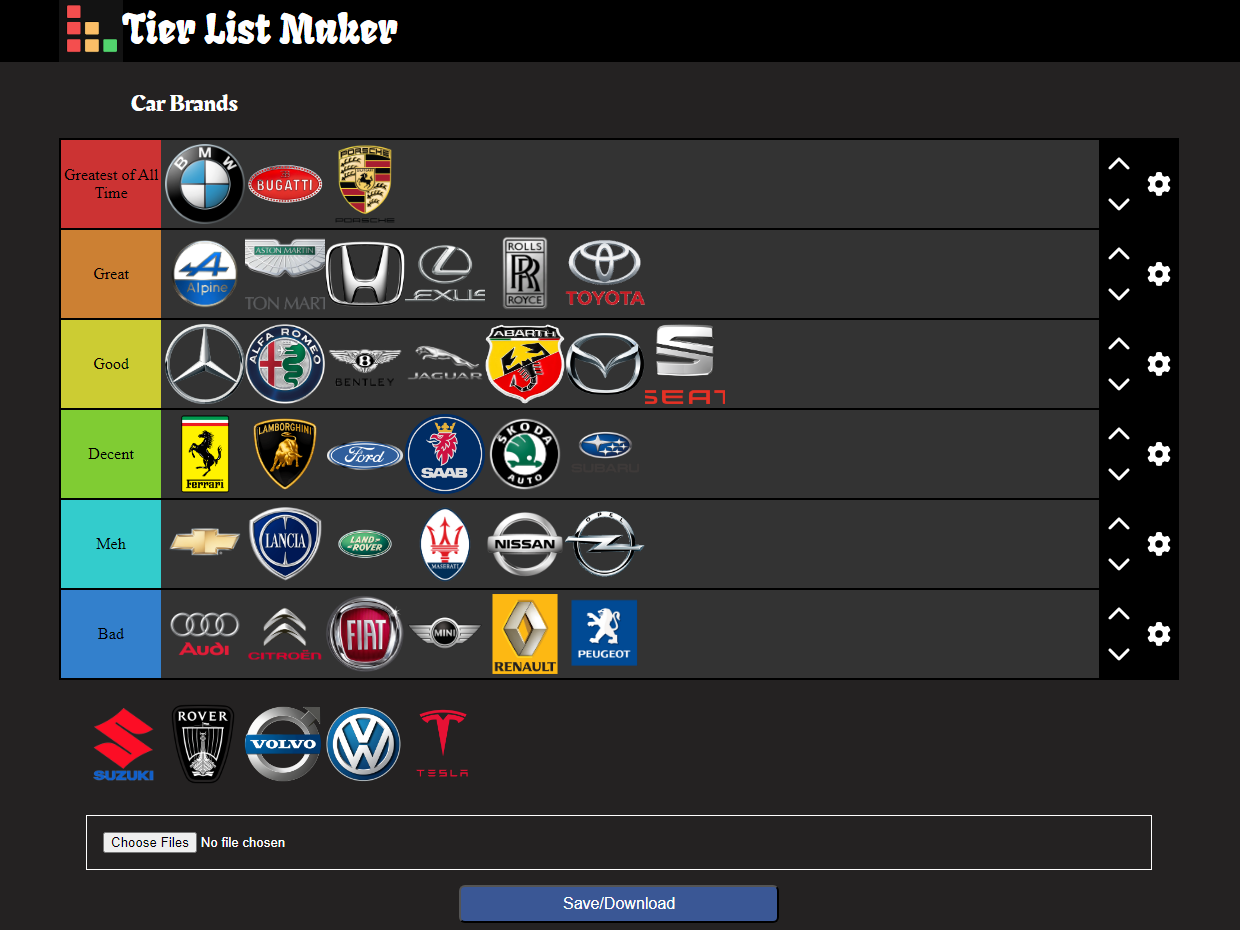 Tier List Maker
Car Brands
Greatest of All
Time
BMW
BUGATTI
PORSCHE
PORSCHE
Great
Alpine
ASTON MARTIN
TON MART
LEXUS
ROLLS
RR
ROYCE
TOYOTA
Good
ALFA ROMEO
B
BENTLEY
JAGUAR
ABARTH
SEAT
Decent
Ferrari
LAMBORGHINI
Ford
SAAB
SKODA
AUTO
SUBARU
Meh
LANCIA
LAND-
ROVER
MASERATI
NISSAN
OPEL
Bad
Audi
CITROËN
FIAT
MINI
RENAULT
PEUGEOT
SUZUKI
ROVER
VOLVO
VW
TESLA
Choose Files No file chosen
Save/Download